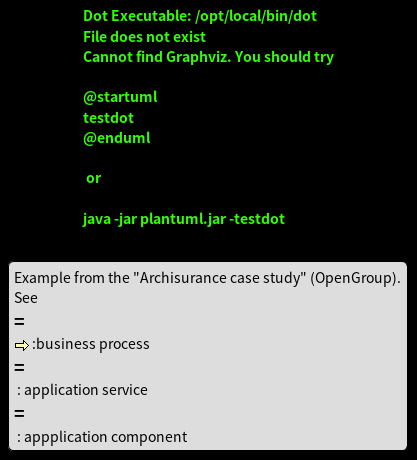 Dot Executable: /opt/local/bin/dot
File does not exist
Cannot find Graphviz. You should try
@startuml
testdot
@enduml
or
java -jar plantuml.jar -testdot
Example from the "Archisurance case study" (OpenGroup).
See
=
:business process
=
: application service
=
: appplication component